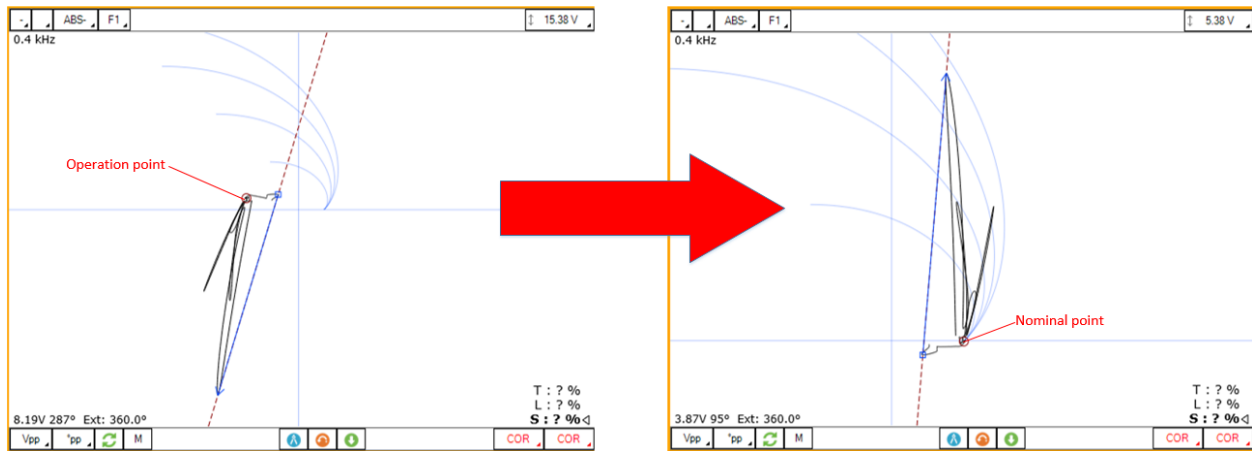 - ABS- F1 15.38 V
0.4 kHz
Operation point
T : ? %
L : ? %
8.19V 287° Ext: 360.0° S : ? %
Vpp °pp M COR COR
- ABS- F1 5.38 V
0.4 kHz
Nominal point
T : ? %
L : ? %
3.87V 95° Ext: 360.0° S : ? %
Vpp °pp M COR COR